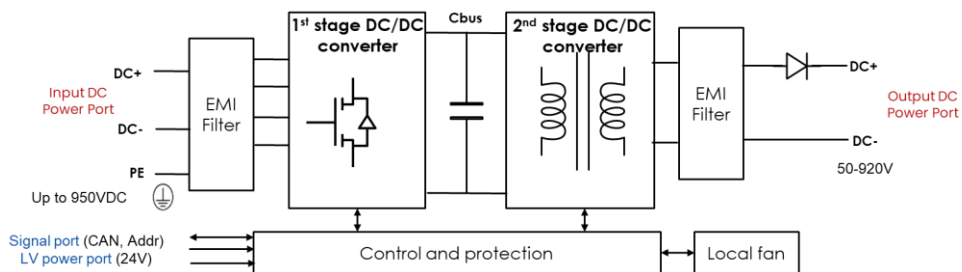 1st stage DC/DC
converter
Cbus
2nd stage DC/DC
converter
DC+
Input DC
Power Port
EMI
Filter
DC-
PE
Up to 950VDC
EMI
Filter
DC+
Output DC
Power Port
DC-
50-920V
Signal port (CAN, Addr)
LV power port (24V)
Control and protection
Local fan